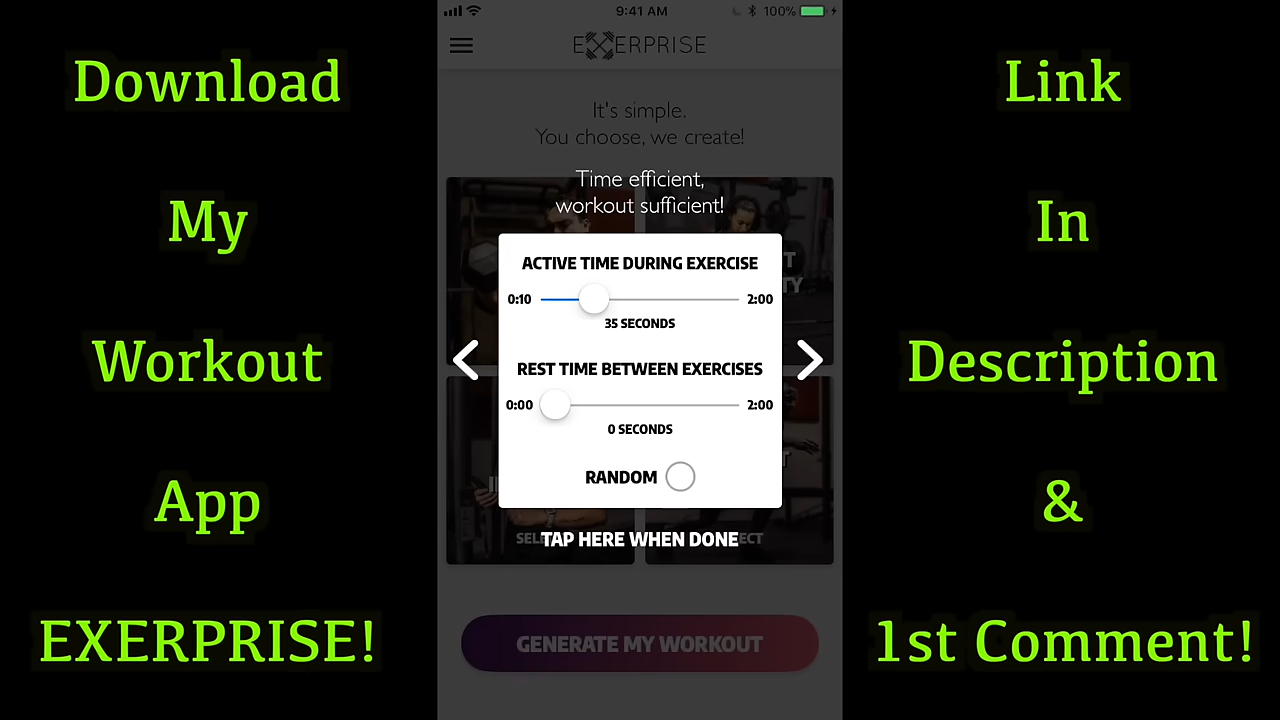 Download
My
Workout
App
EXERPRISE!
9:41 AM
100%
EXERPRISE
It's simple.
You choose, we create!
Time efficient,
workout sufficient!
ACTIVE TIME DURING EXERCISE
0:10 2:00
35 SECONDS
REST TIME BETWEEN EXERCISES
0:00 2:00
0 SECONDS
RANDOM
TAP HERE WHEN DONE
GENERATE MY WORKOUT
Link
In
Description
&
1st Comment!